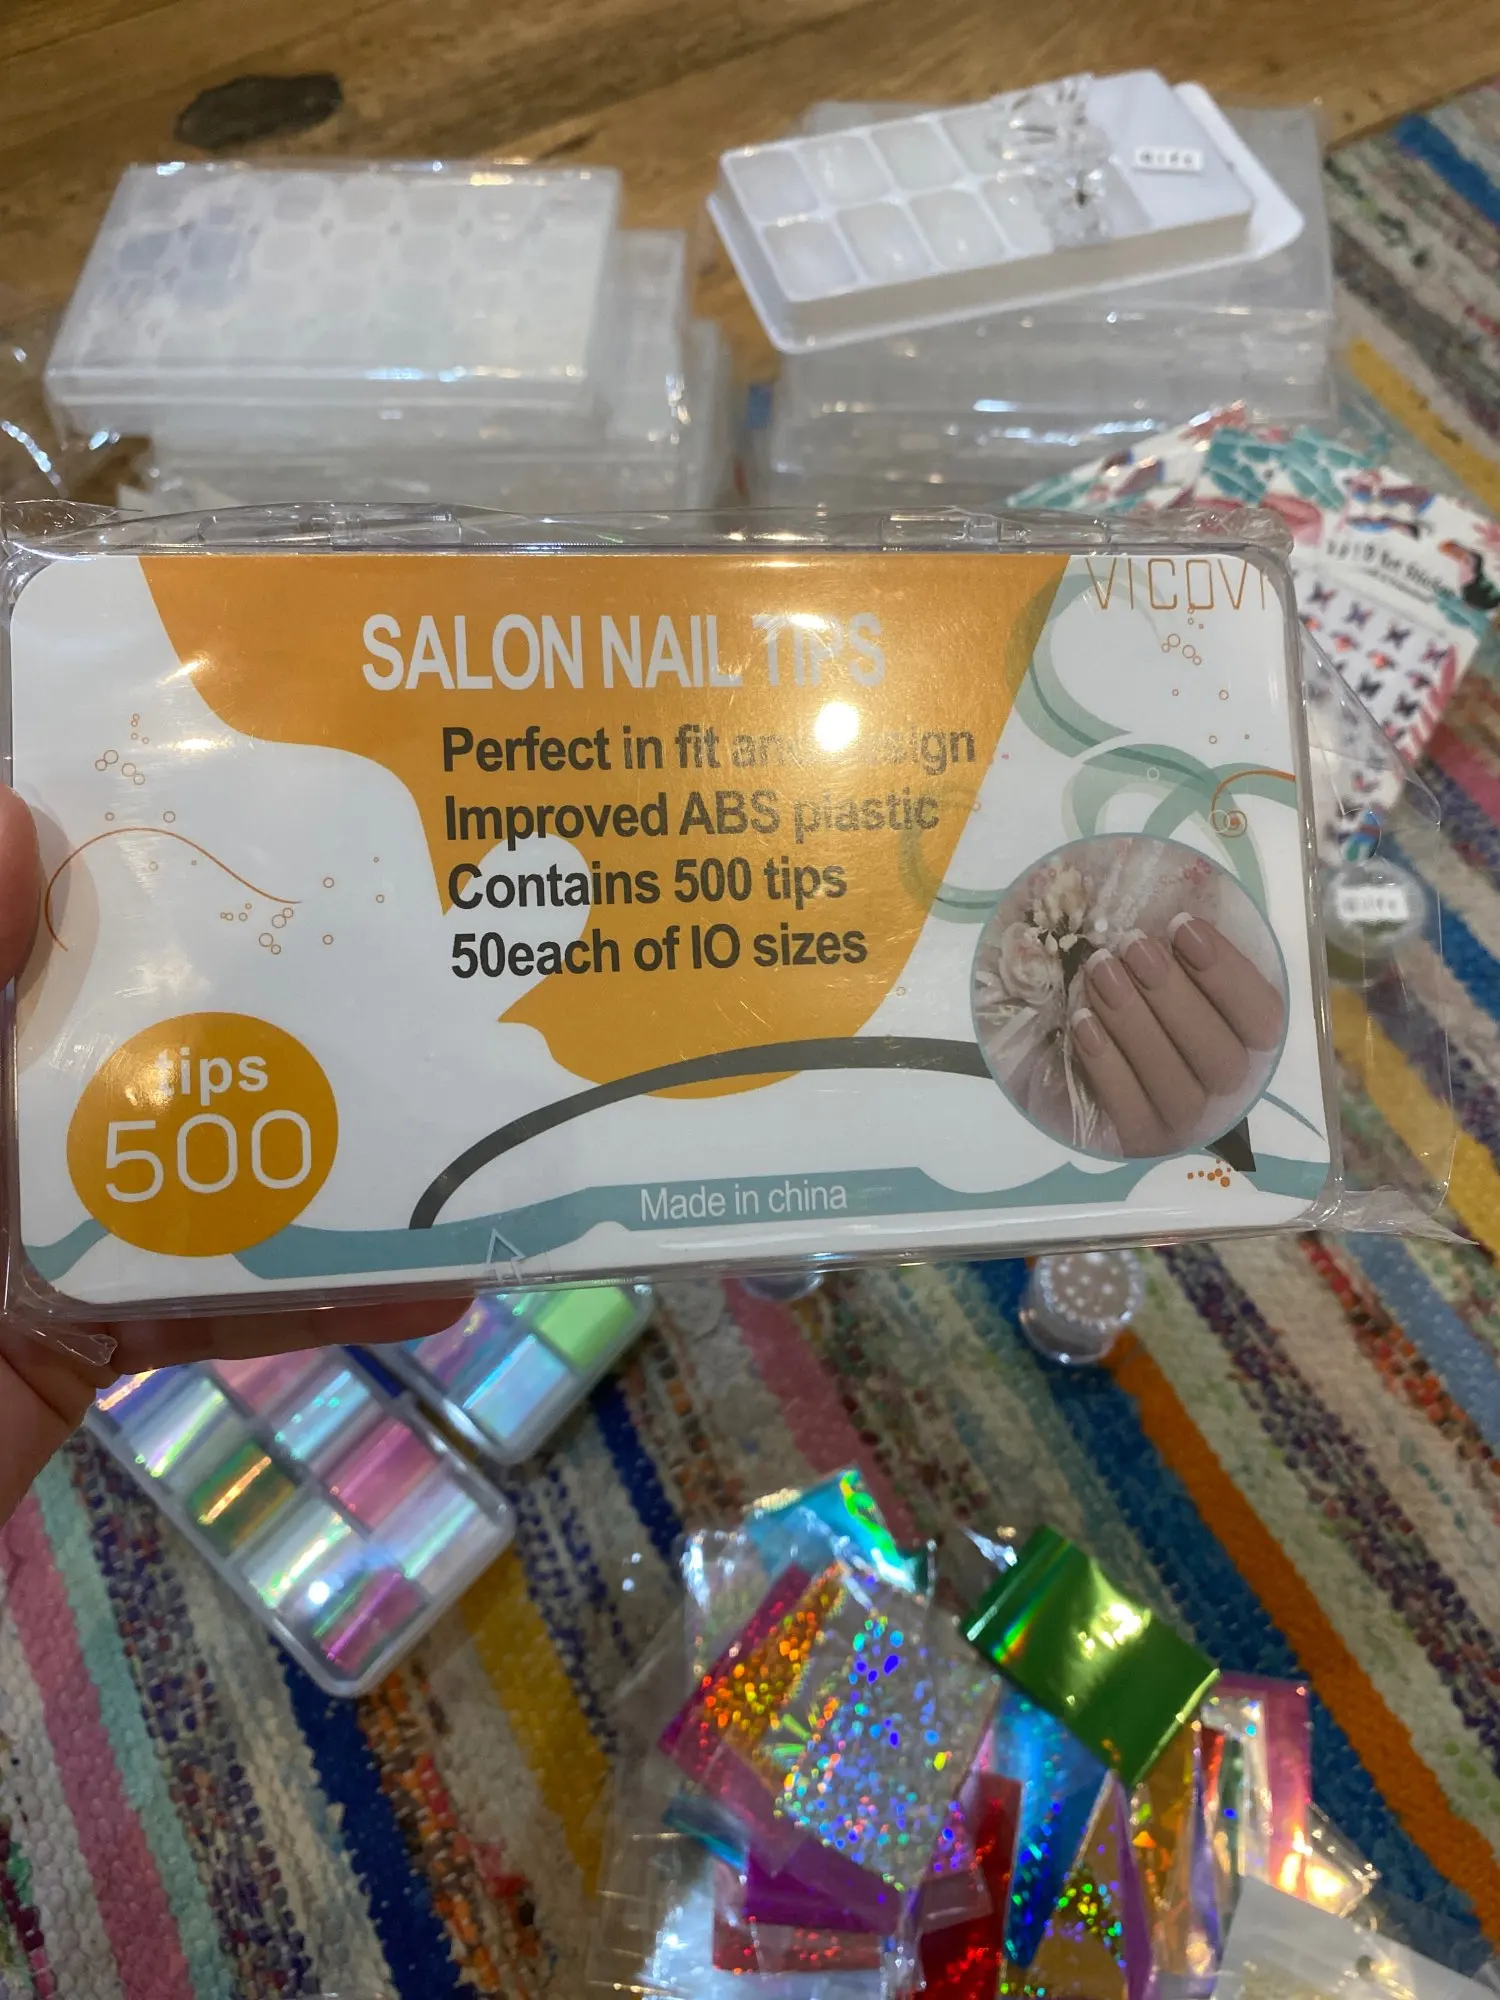 VICOVI
SALON NAIL TIPS
Perfect in fit and design
Improved ABS plastic
Contains 500 tips
50each of IO sizes
tips
500
Made in china